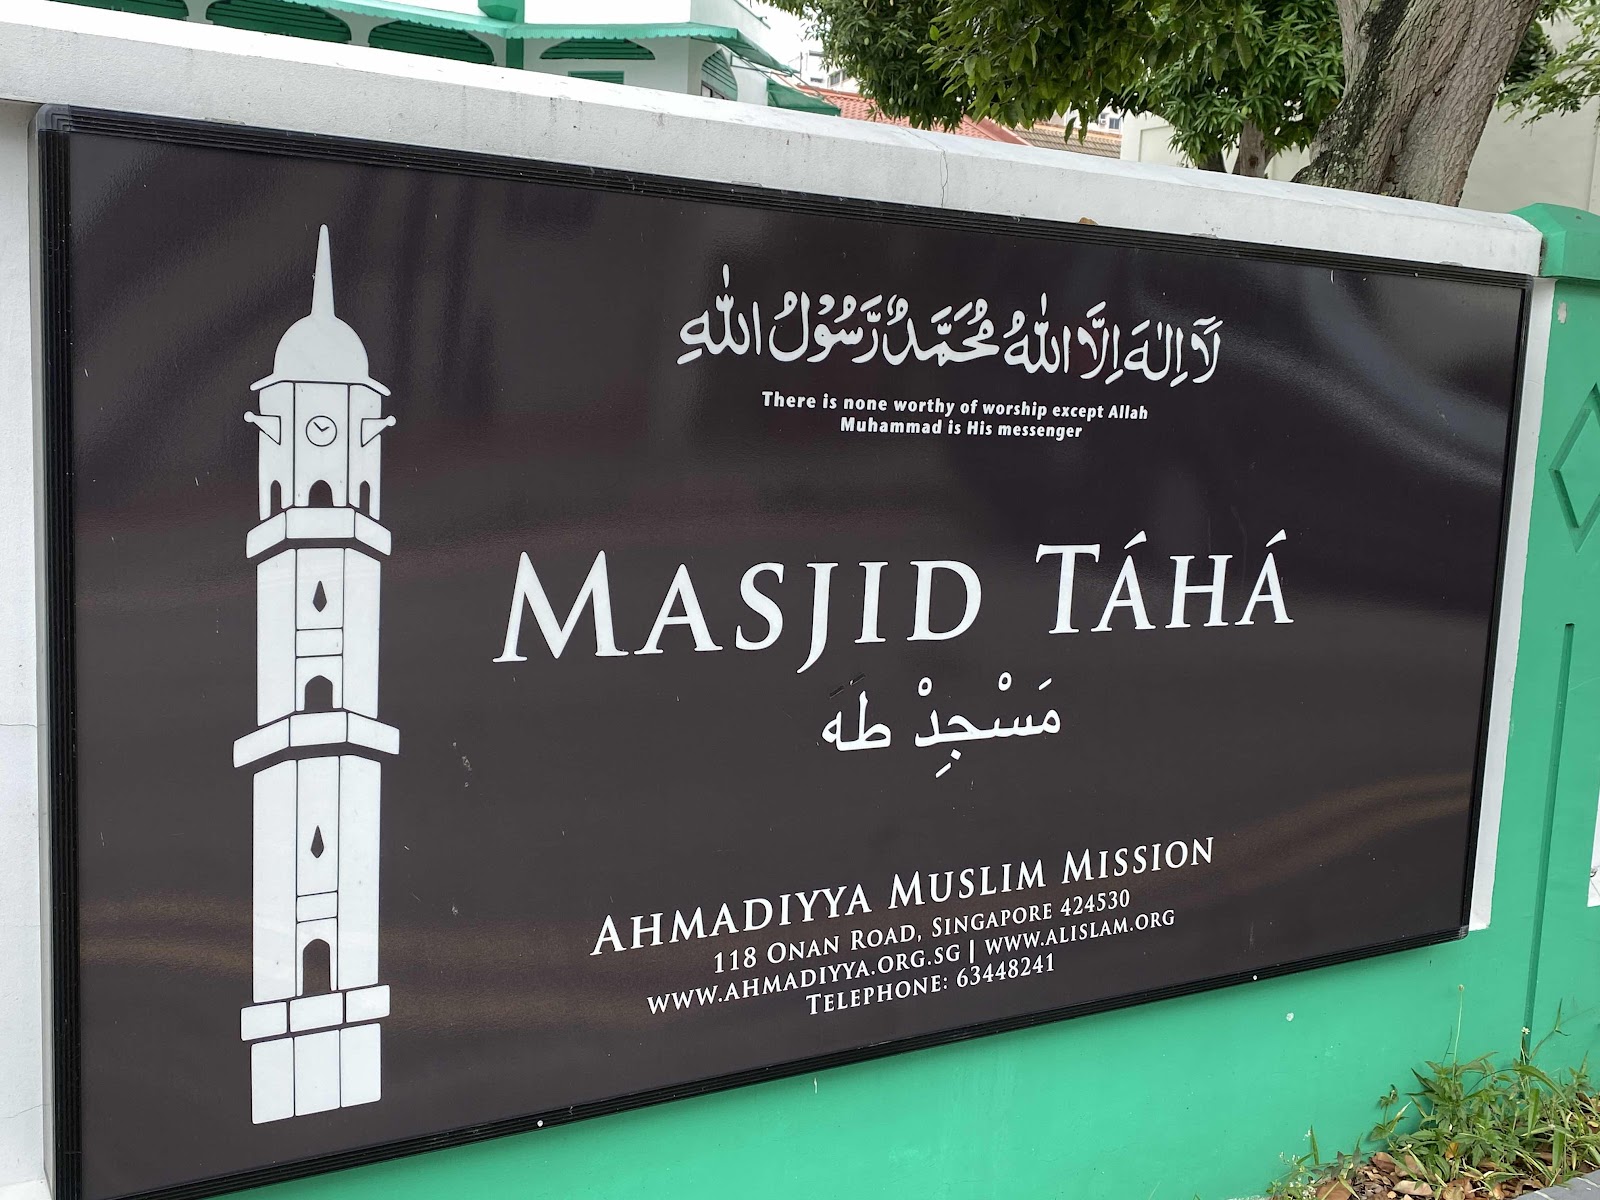 لَآ اِلٰهَ اِلَّا اللّٰهُ مُحَمَّدٌ رَّسُوْلُ اللّٰهِ
There is none worthy of worship except Allah
Muhammad is His messenger
MASJID TÁHÁ
مَسْجِدْ طَهَ
AHMADIYYA MUSLIM MISSION
118 ONAN ROAD, SINGAPORE 424530
WWW.AHMADIYYA.ORG.SG | WWW.ALISLAM.ORG
TELEPHONE: 63448241